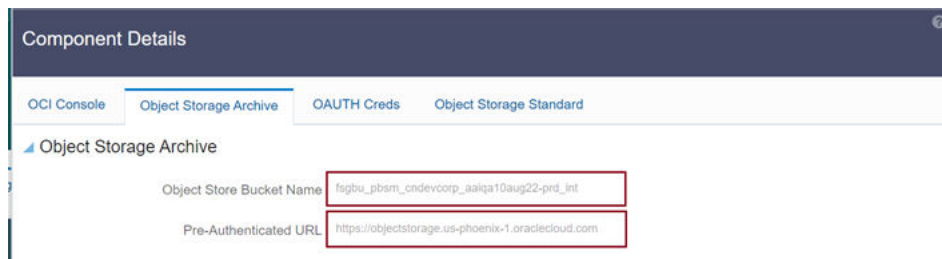 Component Details
OCI Console Object Storage Archive OAUTH Creds Object Storage Standard
Object Storage Archive
Object Store Bucket Name fsgbu_pbsm_cndevcorp_aaiqa10aug22-prd_int
Pre-Authenticated URL https://objectstorage.us-phoenix-1.oraclecloud.com